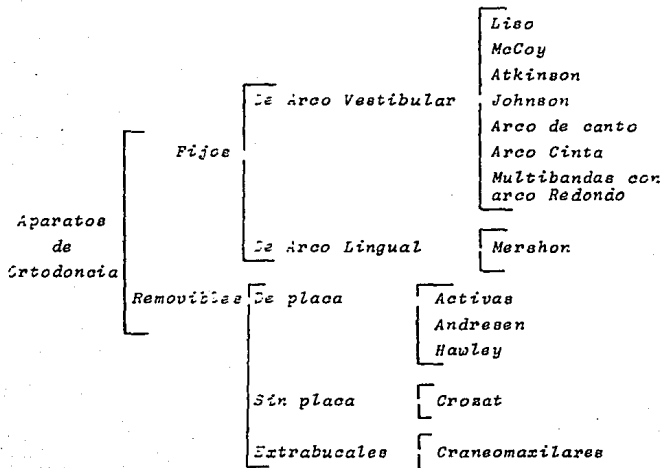 Aparatos
de
Ortodoncia
Fijos
De Arco Vestibular
Liso
McCoy
Atkinson
Johnson
Arco de canto
Arco Cinta
Multibandas con
arco Redondo
De Arco Lingual
Mershon
Removibles
De placa
Activas
Andresen
Hawley
Sin placa
Crozat
Extrabucales
Craneomaxilares